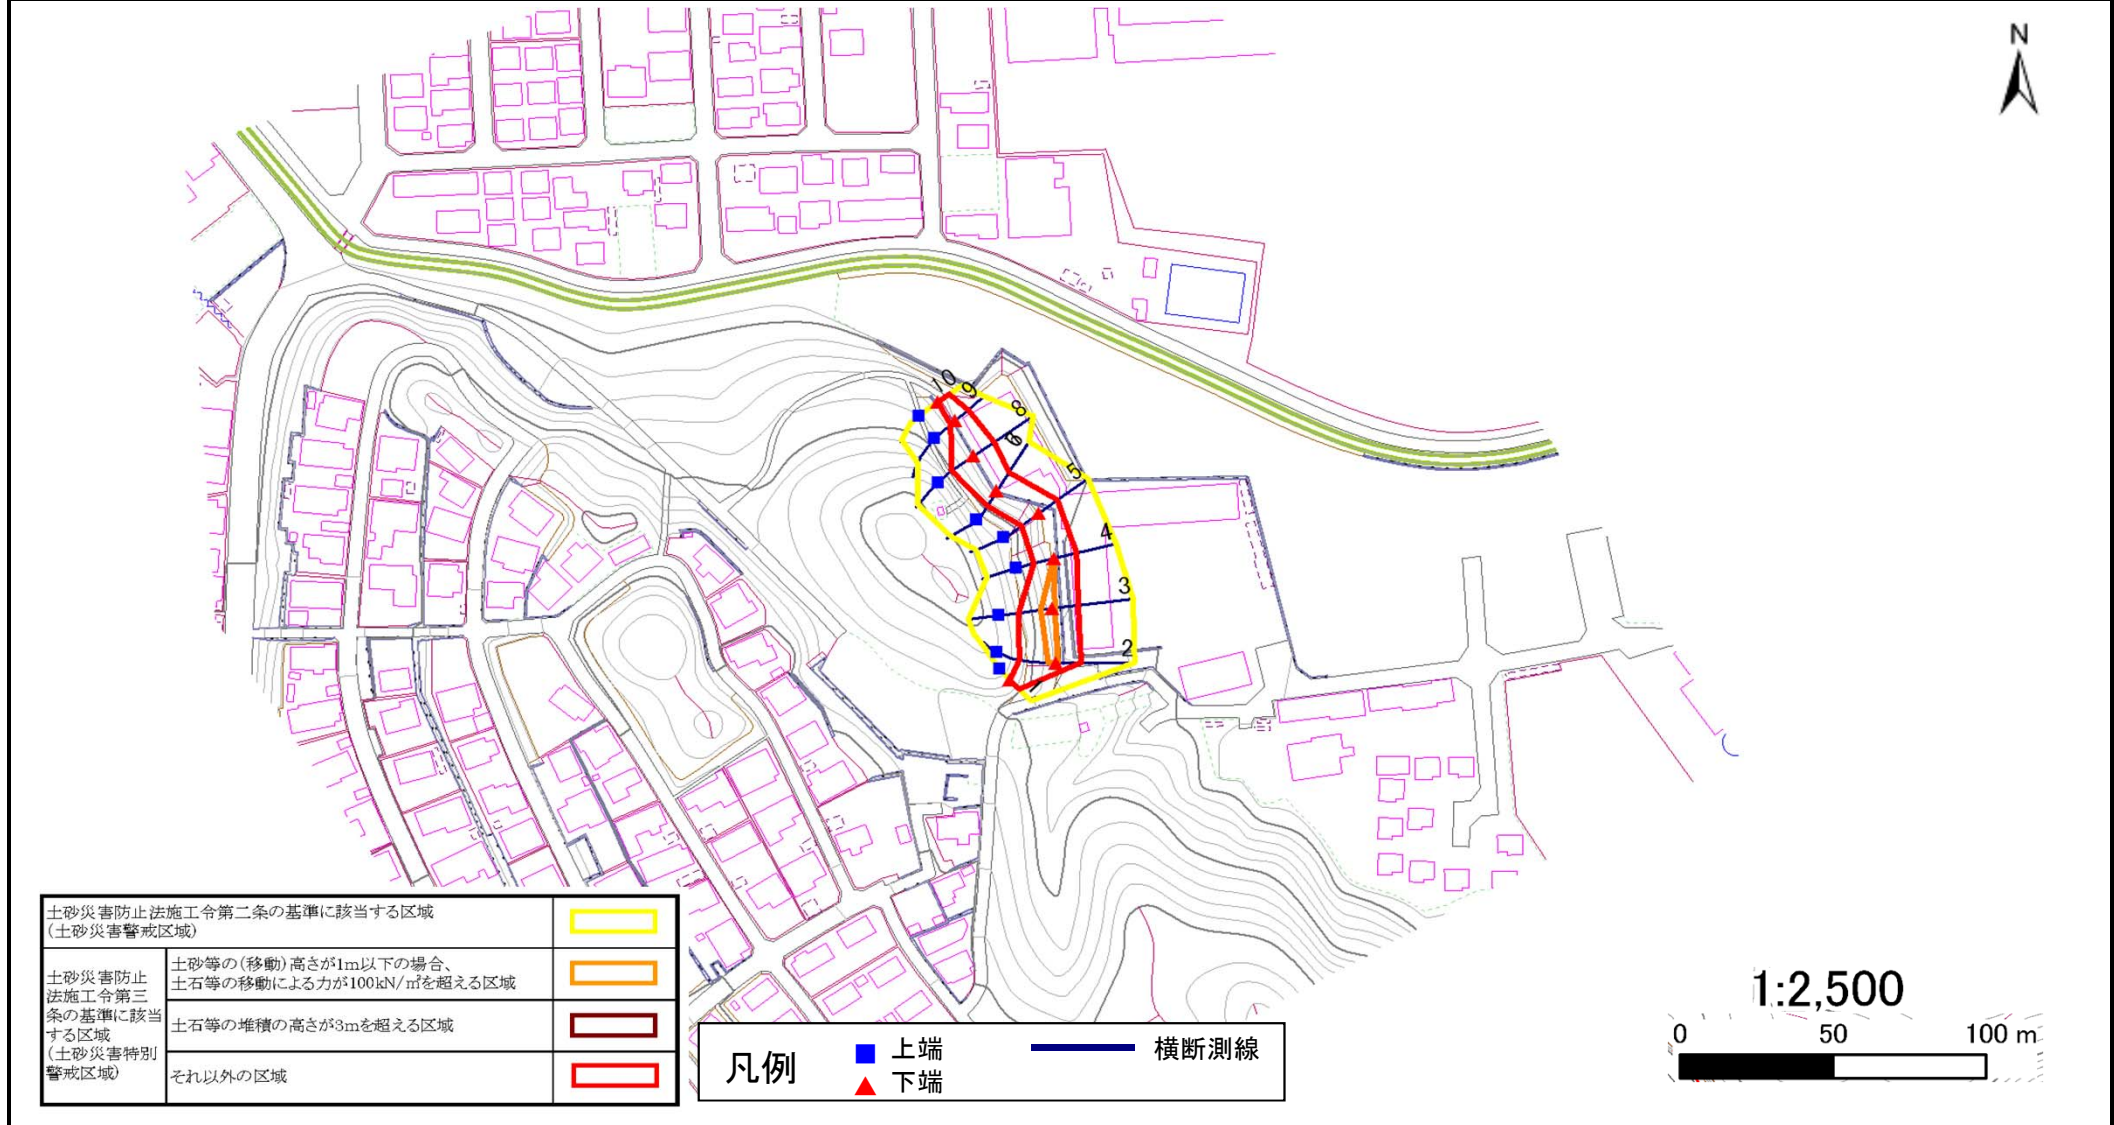 N
10
9
8
6
5
4
3
2
1
土砂災害防止法施工令第二条の基準に該当する区域
(土砂災害警戒区域)
土砂災害防止
法施工令第三
条の基準に該当
する区域
(土砂災害特別
警戒区域)
土砂等の(移動)高さが1m以下の場合、
土石等の移動による力が100kN/㎡を超える区域
土石等の堆積の高さが3mを超える区域
それ以外の区域
凡例
上端
下端
横断測線
1:2,500
0 50 100 m